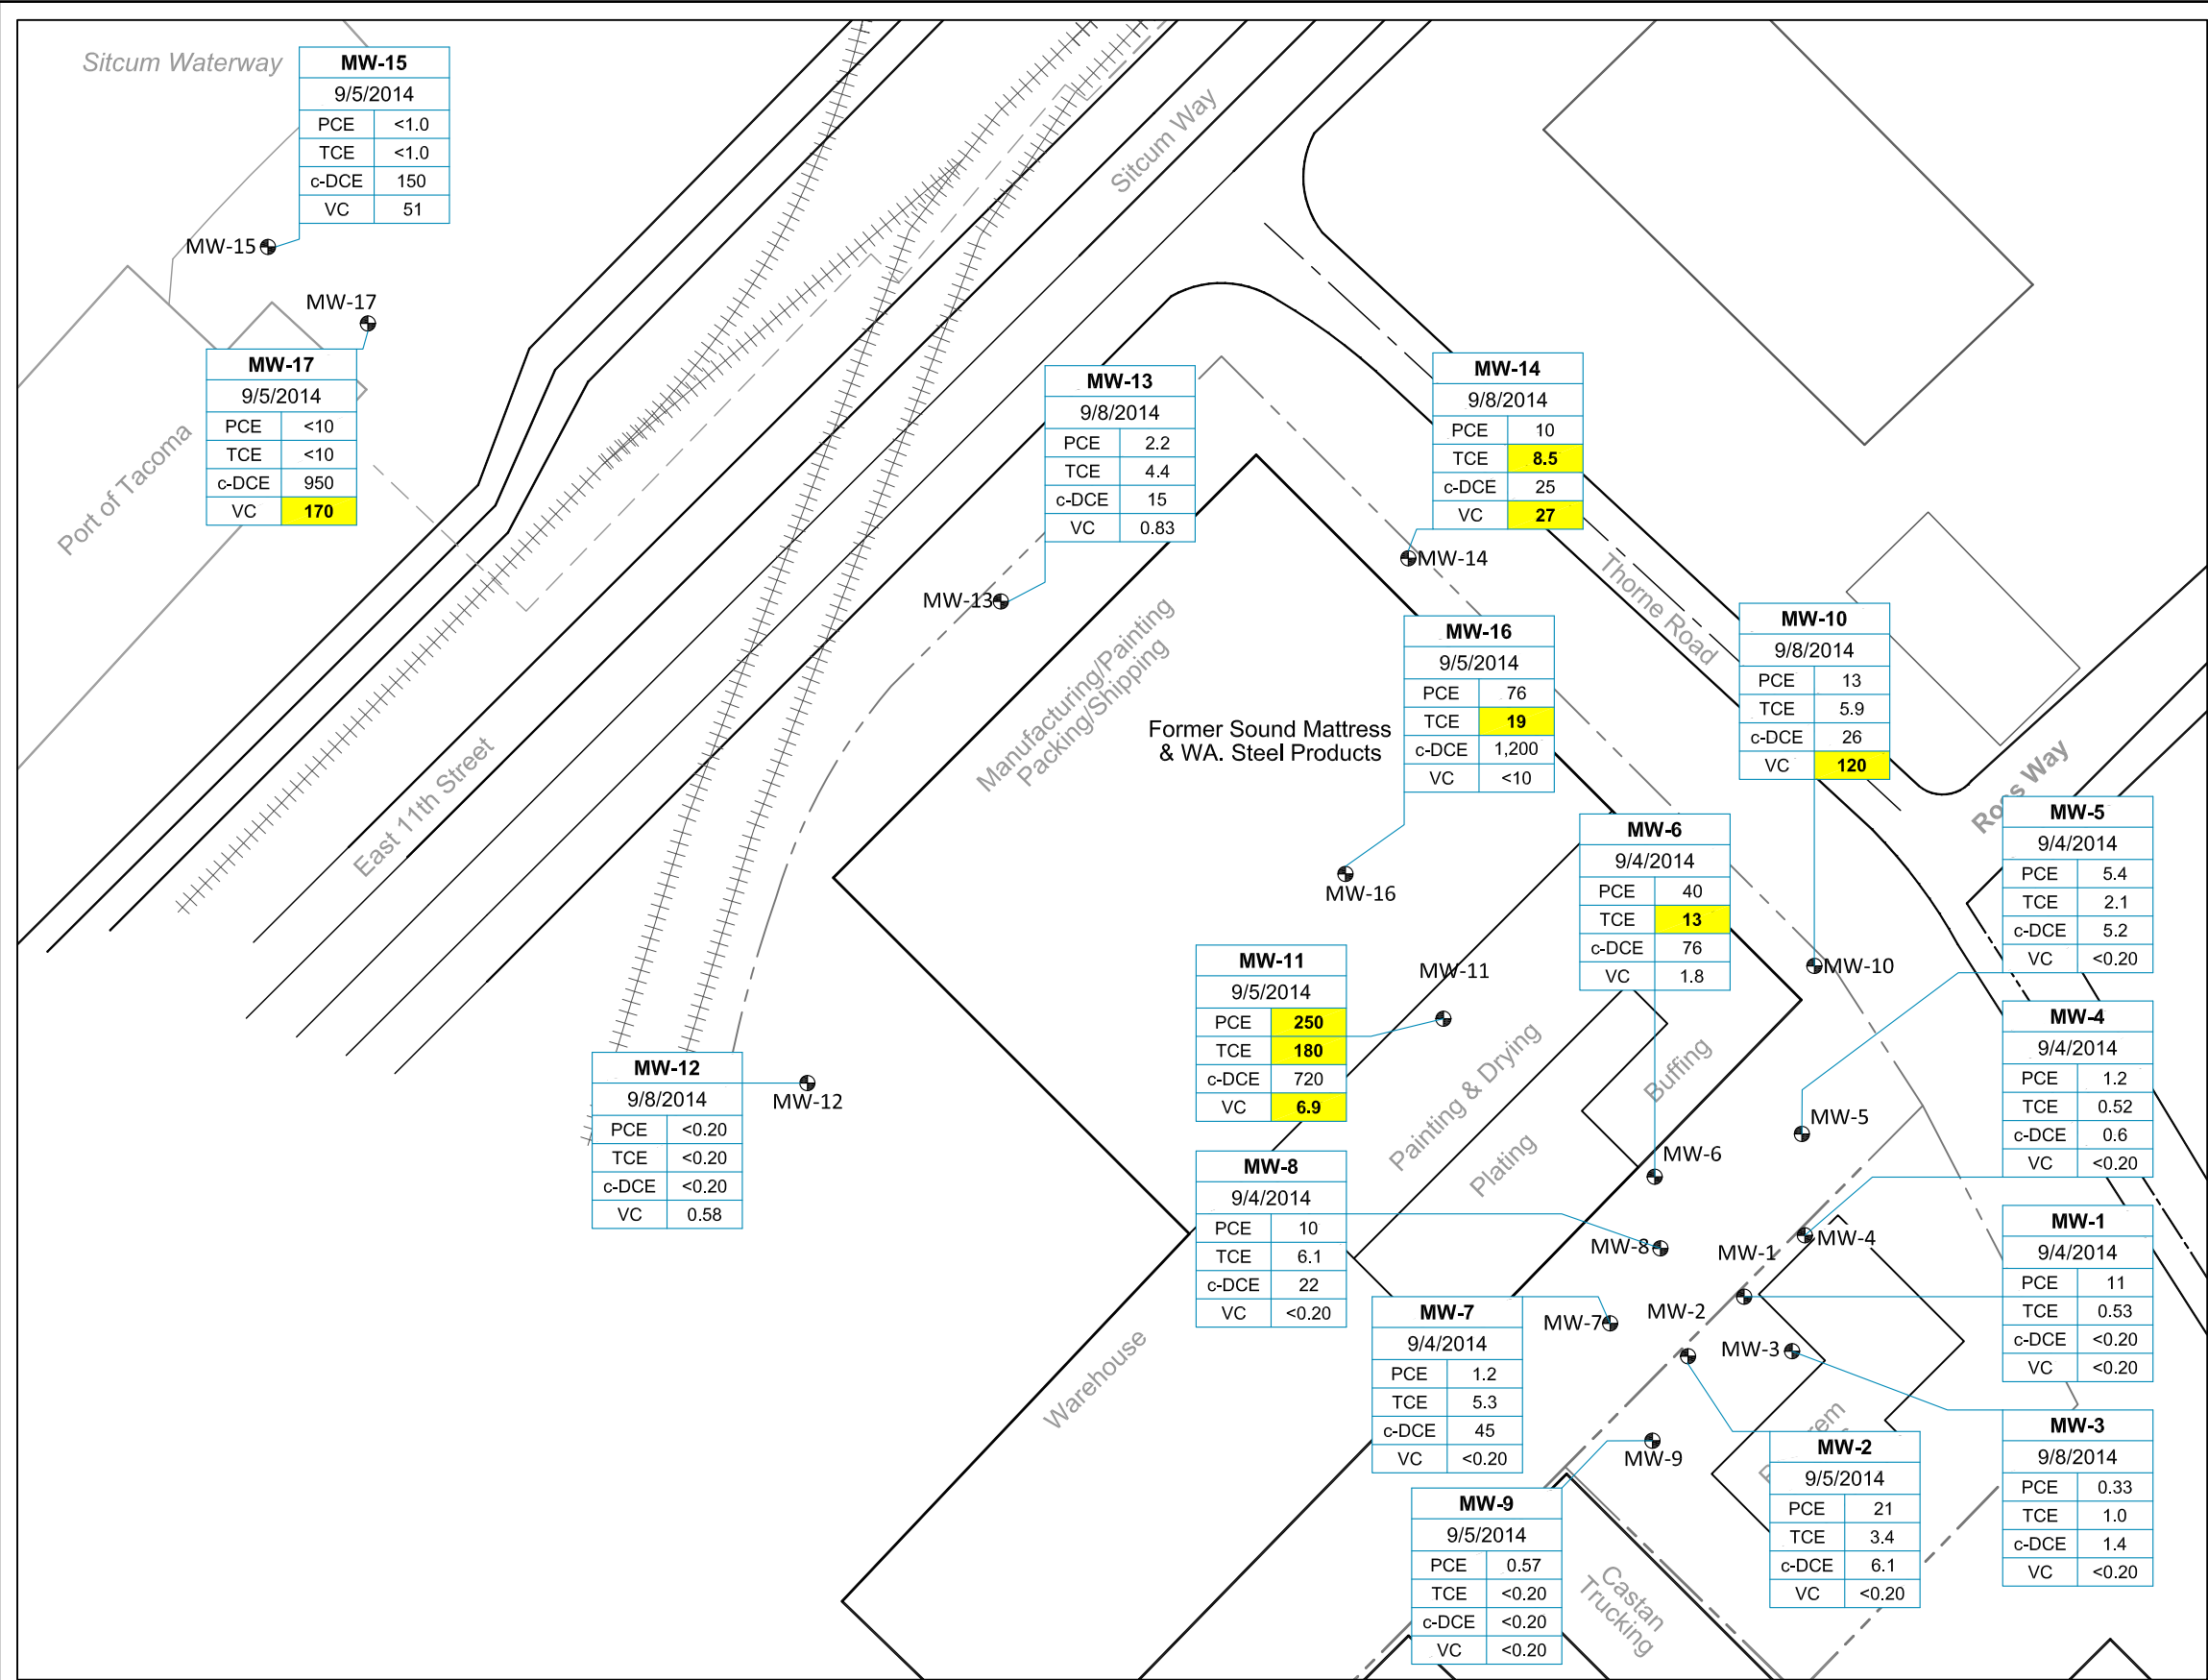 Sitcum Waterway
MW-15
9/5/2014
PCE <1.0
TCE <1.0
c-DCE 150
VC 51
MW-15
MW-17
MW-17
9/5/2014
PCE <10
TCE <10
c-DCE 950
VC 170
Port of Tacoma
East 11th Street
Sitcum Way
MW-13
9/8/2014
PCE 2.2
TCE 4.4
c-DCE 15
VC 0.83
MW-13
MW-14
9/8/2014
PCE 10
TCE 8.5
c-DCE 25
VC 27
MW-14
Thorne Road
Manufacturing/Painting
Packing/Shipping
Former Sound Mattress
& WA. Steel Products
MW-16
9/5/2014
PCE 76
TCE 19
c-DCE 1,200
VC <10
MW-16
MW-10
9/8/2014
PCE 13
TCE 5.9
c-DCE 26
VC 120
MW-10
Ross Way
MW-6
9/4/2014
PCE 40
TCE 13
c-DCE 76
VC 1.8
MW-6
MW-5
9/4/2014
PCE 5.4
TCE 2.1
c-DCE 5.2
VC <0.20
MW-5
MW-11
9/5/2014
PCE 250
TCE 180
c-DCE 720
VC 6.9
MW-11
Painting & Drying
Plating
Buffing
MW-4
9/4/2014
PCE 1.2
TCE 0.52
c-DCE 0.6
VC <0.20
MW-4
MW-12
9/8/2014
PCE <0.20
TCE <0.20
c-DCE <0.20
VC 0.58
MW-12
MW-8
9/4/2014
PCE 10
TCE 6.1
c-DCE 22
VC <0.20
MW-8
MW-1
9/4/2014
PCE 11
TCE 0.53
c-DCE <0.20
VC <0.20
MW-1
MW-2
MW-7
9/4/2014
PCE 1.2
TCE 5.3
c-DCE 45
VC <0.20
MW-7
MW-3
Warehouse
MW-9
MW-3
9/8/2014
PCE 0.33
TCE 1.0
c-DCE 1.4
VC <0.20
MW-2
9/5/2014
PCE 21
TCE 3.4
c-DCE 6.1
VC <0.20
MW-9
9/5/2014
PCE 0.57
TCE <0.20
c-DCE <0.20
VC <0.20
Castan
Trucking